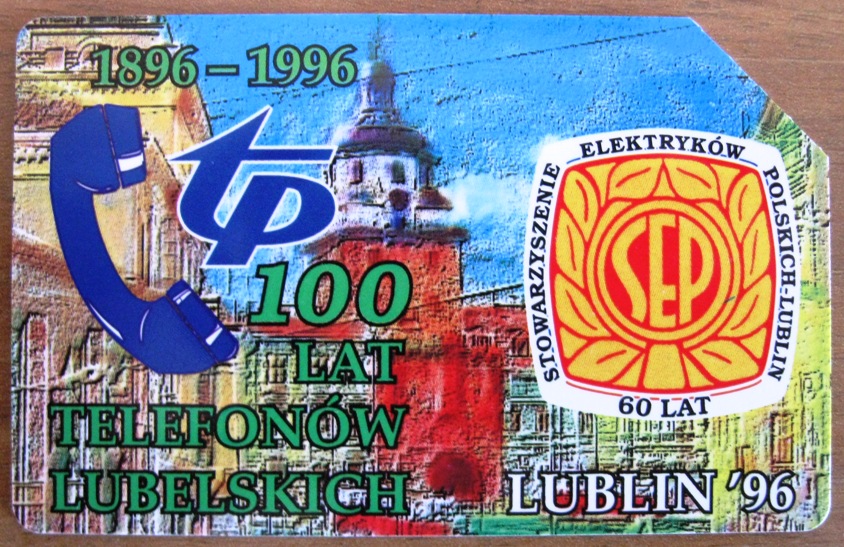 1896 – 1996
tp
100
LAT
TELEFONÓW
LUBELSKICH
STOWARZYSZENIE ELEKTRYKÓW POLSKICH-LUBLIN
SEP
60 LAT
LUBLIN '96